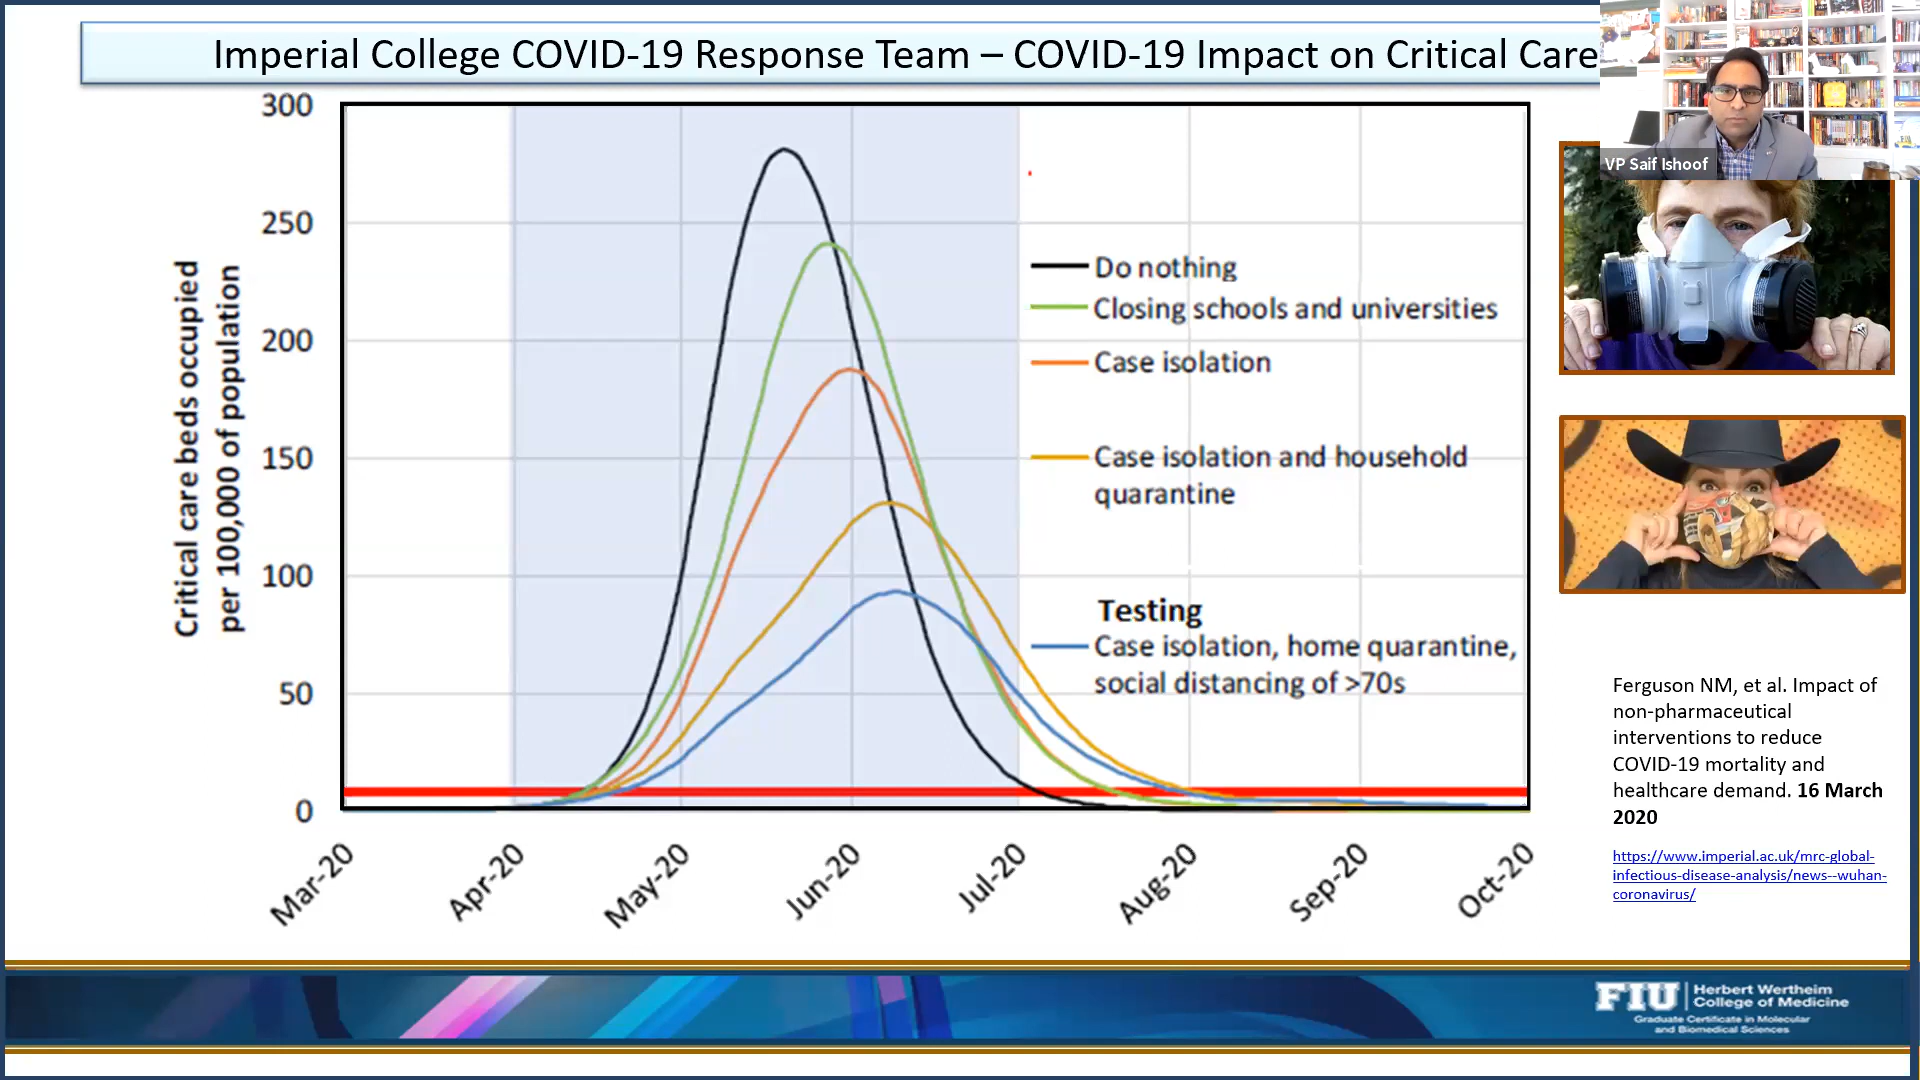 Imperial College COVID-19 Response Team – COVID-19 Impact on Critical Care
VP Saif Ishoof
Critical care beds occupied
per 100,000 of population
300
250
200
150
100
50
0
Do nothing
Closing schools and universities
Case isolation
Case isolation and household
quarantine
Testing
Case isolation, home quarantine,
social distancing of >70s
Mar-20
Apr-20
May-20
Jun-20
Jul-20
Aug-20
Sep-20
Oct-20
Ferguson NM, et al. Impact of
non-pharmaceutical
interventions to reduce
COVID-19 mortality and
healthcare demand. 16 March
2020
https://www.imperial.ac.uk/mrc-global-
infectious-disease-analysis/news--wuhan-
coronavirus/
FIU
Herbert Wertheim
College of Medicine
Graduate Certificate in Molecular
and Biomedical Sciences